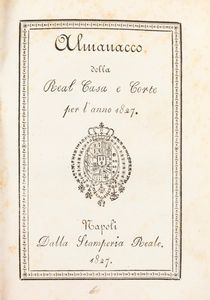 Almanacco
della
Real Casa e Corte
per l'anno 1827.
Napoli
Dalla Stamperia Reale.
1827.